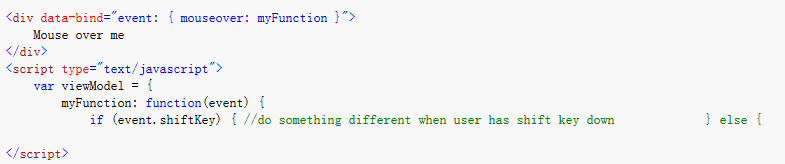 <div data-bind="event: { mouseover: myFunction }">
    Mouse over me
</div>
<script type="text/javascript">
    var viewModel = {
        myFunction: function(event) {
            if (event.shiftKey) { //do something different when user has shift key down             } else {
</script>